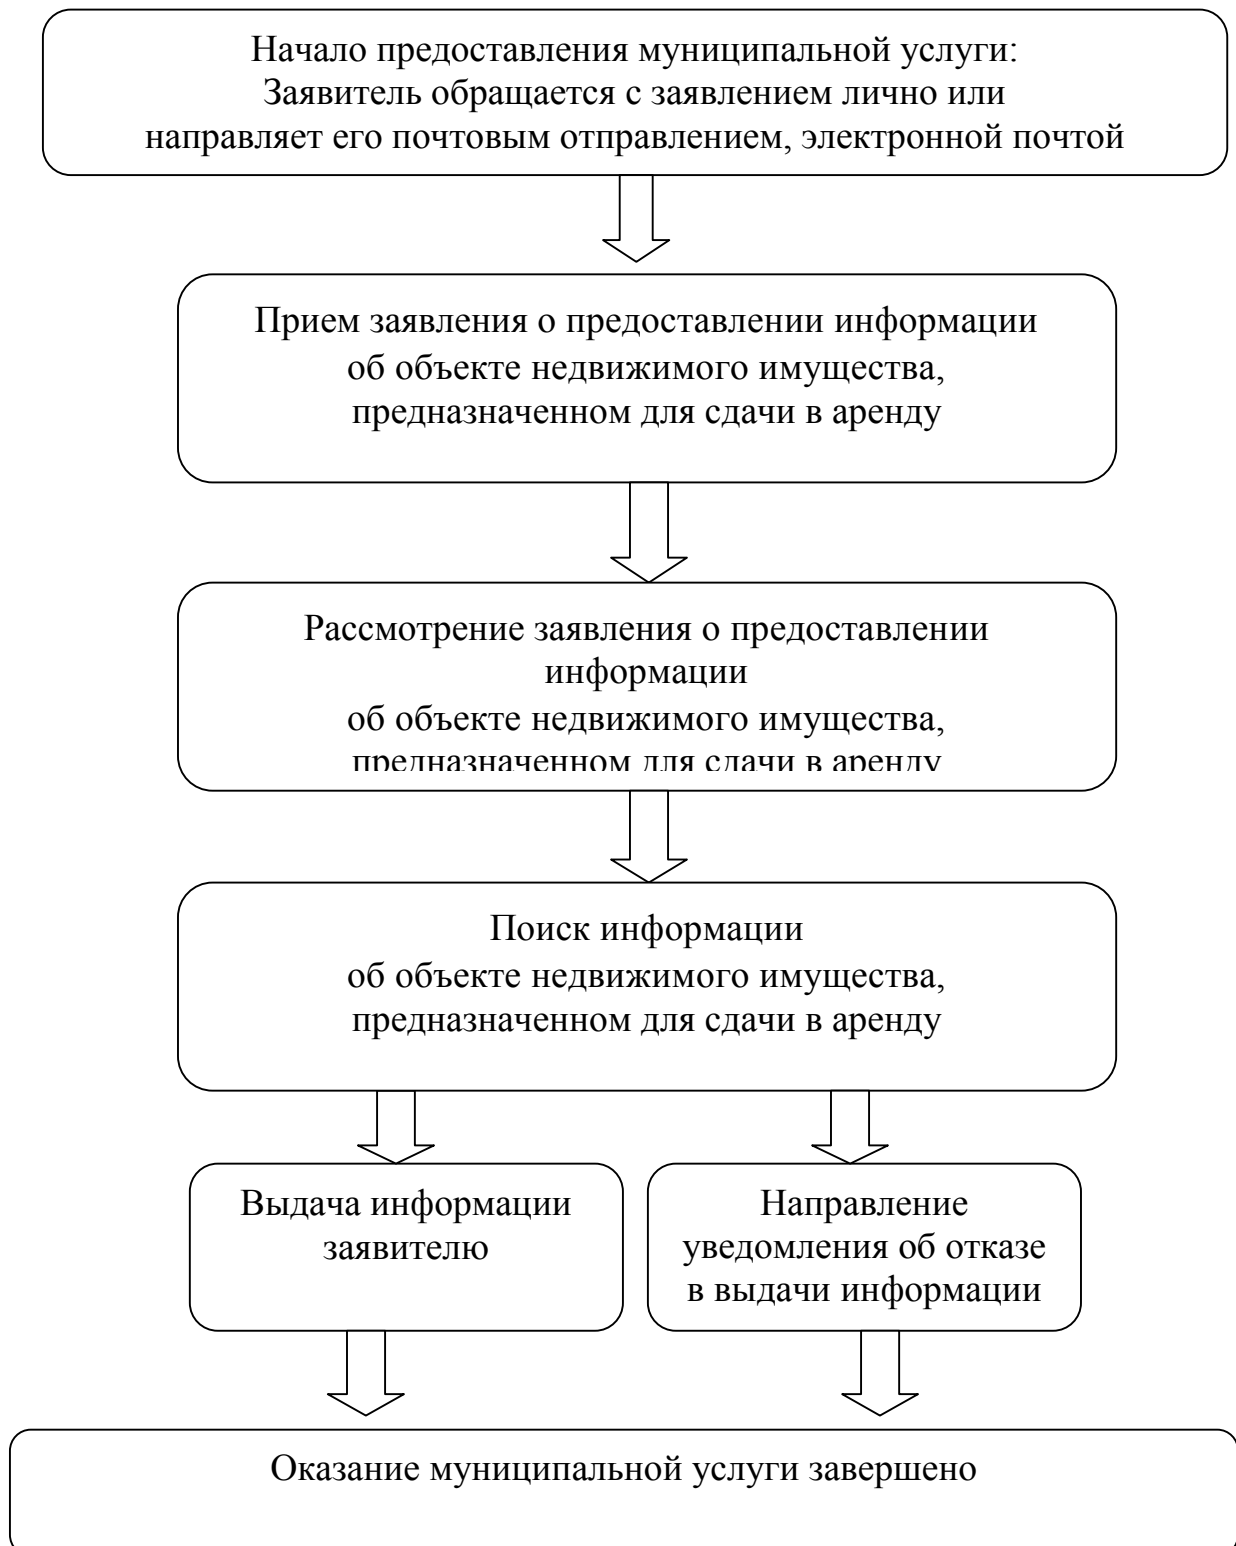 Начало предоставления муниципальной услуги:
Заявитель обращается с заявлением лично или
направляет его почтовым отправлением, электронной почтой
Прием заявления о предоставлении информации
об объекте недвижимого имущества,
предназначенном для сдачи в аренду
Рассмотрение заявления о предоставлении
информации
об объекте недвижимого имущества,
предназначенном для сдачи в аренду
Поиск информации
об объекте недвижимого имущества,
предназначенном для сдачи в аренду
Выдача информации
заявителю
Направление
уведомления об отказе
в выдачи информации
Оказание муниципальной услуги завершено